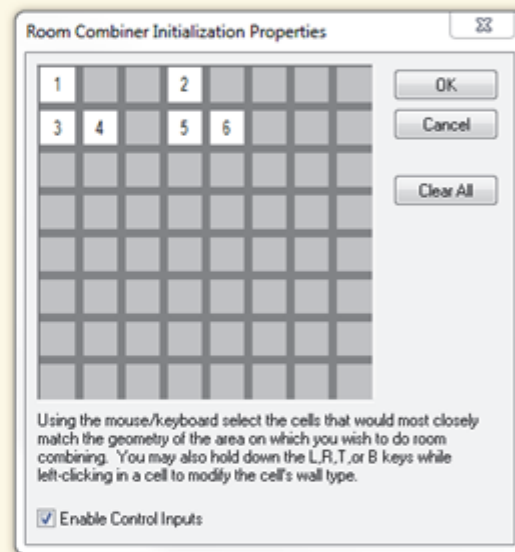 Room Combiner Initialization Properties
1 2
3 4 5 6
OK
Cancel
Clear All
Using the mouse/keyboard select the cells that would most closely
match the geometry of the area on which you wish to do room
combining. You may also hold down the L,R,T,or B keys while
left-clicking in a cell to modify the cell's wall type.
Enable Control Inputs